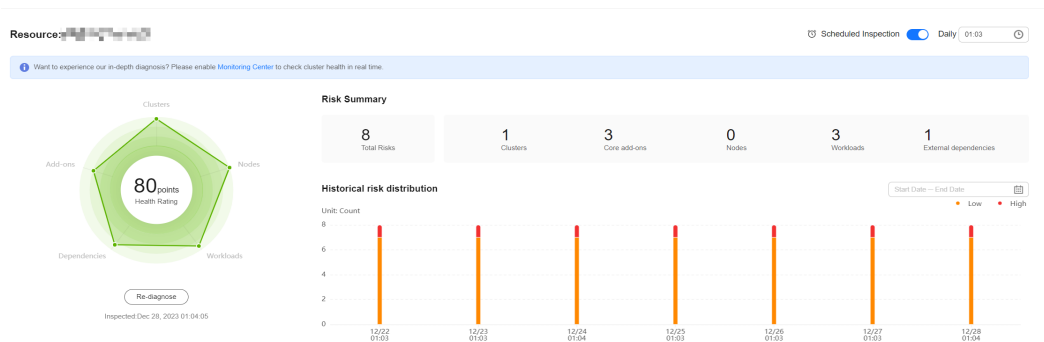 Resource:
Scheduled Inspection Daily 01:03
Want to experience our in-depth diagnosis? Please enable Monitoring Center to check cluster health in real time.
Clusters
Add-ons
Nodes
80 points
Health Rating
Dependencies
Workloads
Re-diagnose
Inspected:Dec 28, 2023 01:04:05
Risk Summary
8
Total Risks
1
Clusters
3
Core add-ons
0
Nodes
3
Workloads
1
External dependencies
Historical risk distribution
Start Date – End Date
Unit: Count
Low High
8
6
4
2
0
12/22 12/23 12/24 12/25 12/26 12/27 12/28
01:03 01:03 01:04 01:03 01:03 01:03 01:04